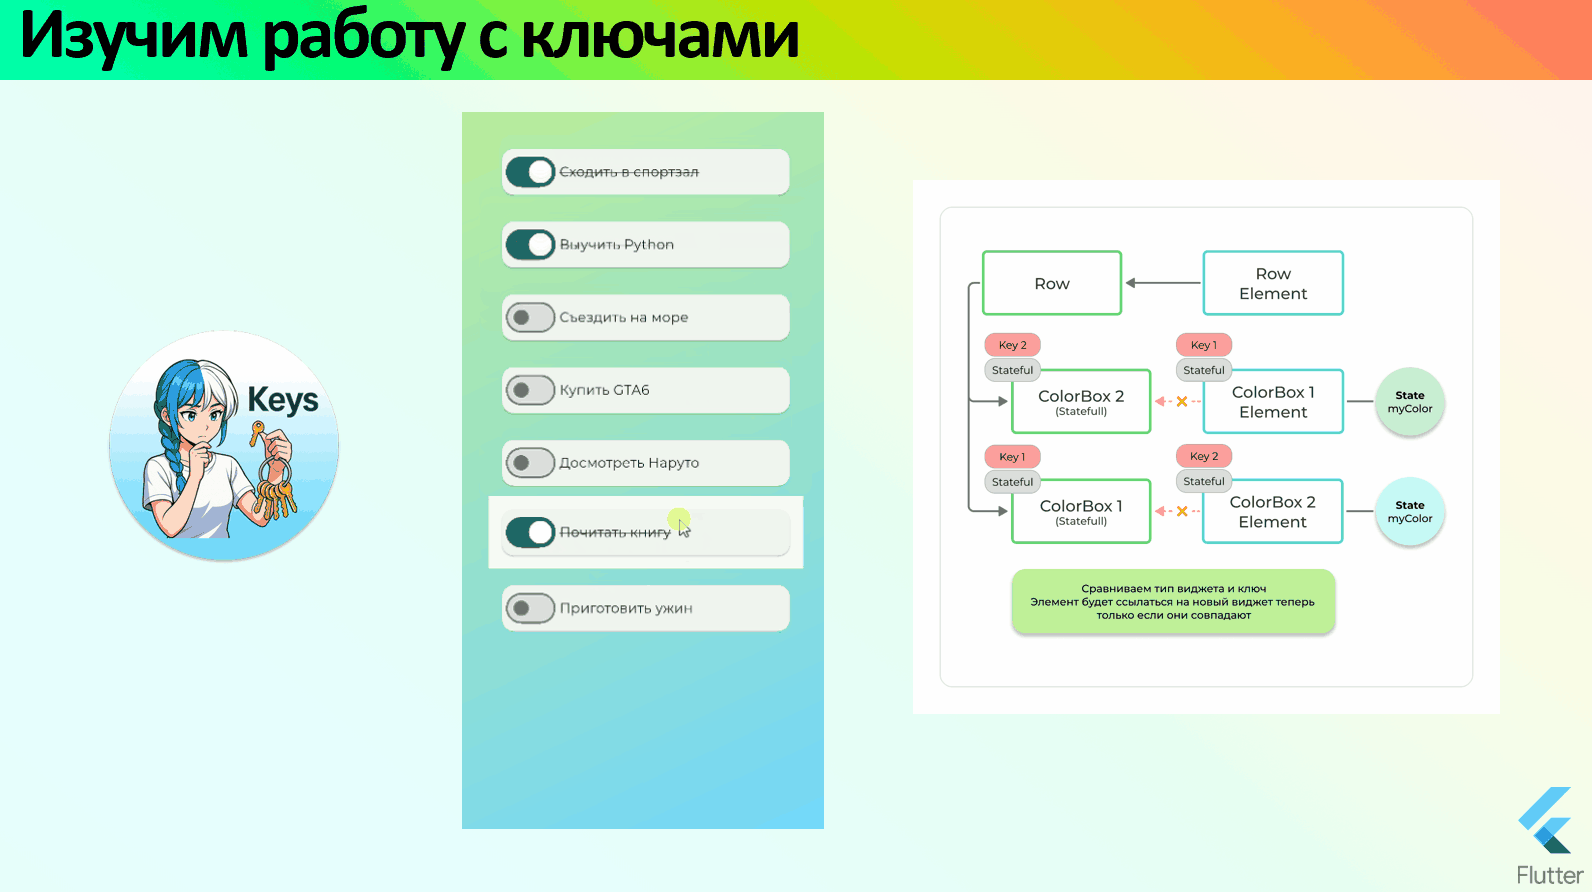 Изучим работу с ключами
Keys
Сходить в спортзал
Выучить Python
Съездить на море
Купить GTA6
Досмотреть Наруто
Почитать книгу
Приготовить ужин
Row
Row
Element
Key 2
Stateful
ColorBox 2
(Statefull)
Key 1
Stateful
ColorBox 1
Element
State
myColor
Key 1
Stateful
ColorBox 1
(Statefull)
Key 2
Stateful
ColorBox 2
Element
State
myColor
Сравниваем тип виджета и ключ
Элемент будет ссылаться на новый виджет теперь
только если они совпадают
Flutter